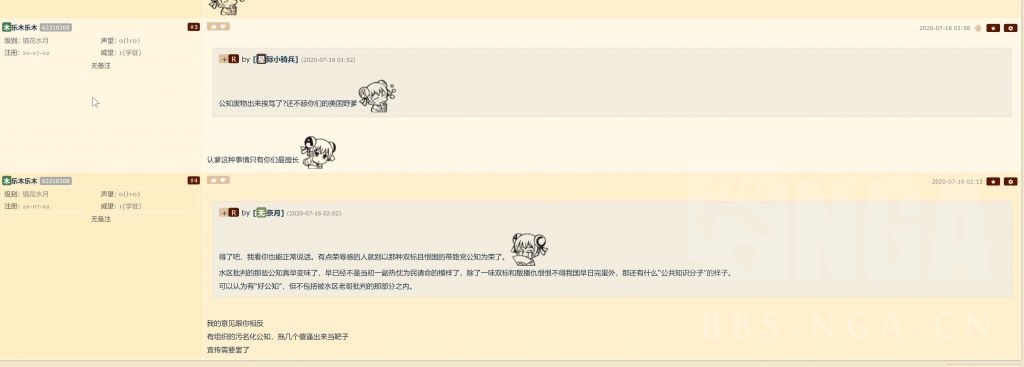 木乐木乐木 62318308 #3
级别: 镜花水月 声望: 0(lv0)
注册: 20-07-02 威望: 1(学徒)
无备注
2020-07-16 01:56
+ R by [星际小骑兵] (2020-07-16 01:52)
公知废物出来挨骂了?还不舔你们的美国野爹
认爹这种事情只有你们最擅长
木乐木乐木 62318308 #4
级别: 镜花水月 声望: 0(lv0)
注册: 20-07-02 威望: 1(学徒)
无备注
2020-07-16 02:13
+ R by [无奈月] (2020-07-16 02:02)
得了吧，我看你也能正常说话。有点荣辱感的人就别以那种双标且恨国的带路党公知为荣了。
水区批判的那些公知真早变味了，早已经不是当初一副热忱为民请命的模样了，除了一味双标和散播仇恨恨不得我国早日完蛋外，那还有什么"公共知识分子"的样子。
可以认为有"好公知"，但不包括被水区老哥批判的那部分之内。
我的意见跟你相反
有组织的污名化公知，拖几个傻逼出来当靶子
宣传需要罢了
BBS.NGA.CN